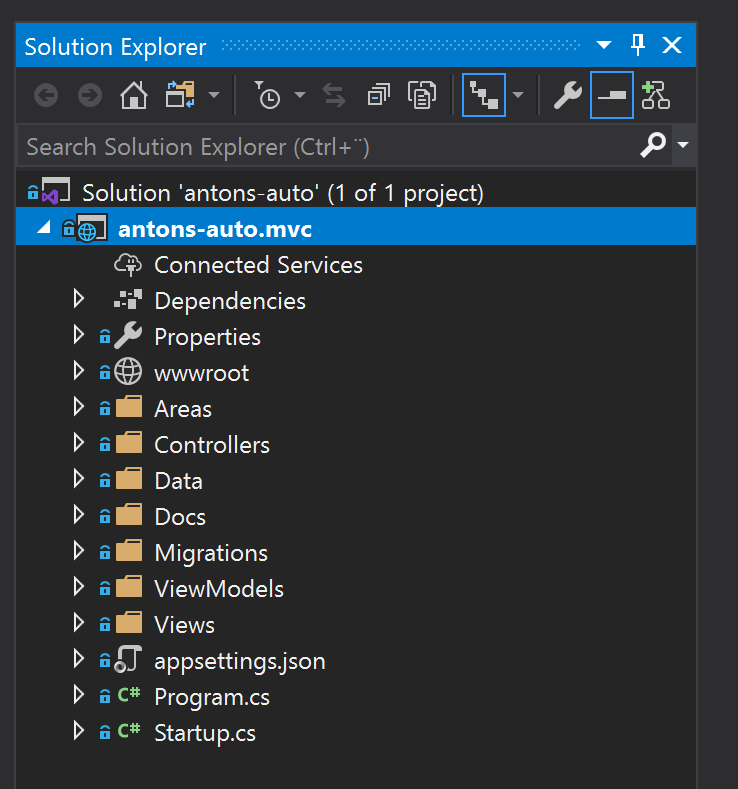 Solution Explorer
Search Solution Explorer (Ctrl+¨)
Solution 'antons-auto' (1 of 1 project)
antons-auto.mvc
Connected Services
Dependencies
Properties
wwwroot
Areas
Controllers
Data
Docs
Migrations
ViewModels
Views
appsettings.json
C# Program.cs
C# Startup.cs